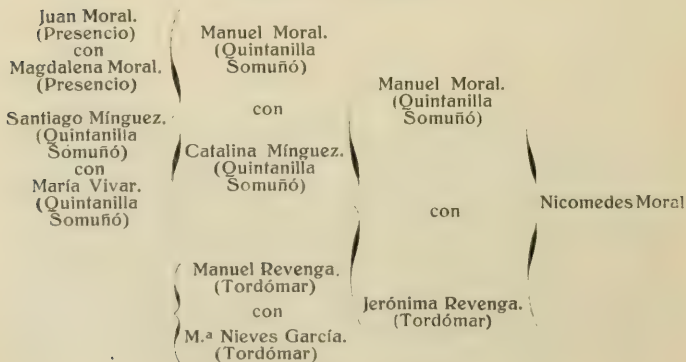 Juan Moral.
(Presencio)
con
Magdalena Moral.
(Presencio)
Santiago Mínguez.
(Quintanilla
Somuñó)
con
María Vivar.
(Quintanilla
Somuñó)
Manuel Moral.
(Quintanilla
Somuñó)
con
Catalina Mínguez.
(Quintanilla
Somuñó)
Manuel Revenga.
(Tordómar)
con
M.ª Nieves García.
(Tordómar)
Manuel Moral.
(Quintanilla
Somuñó)
con
Jerónima Revenga.
(Tordómar)
Nicomedes Moral